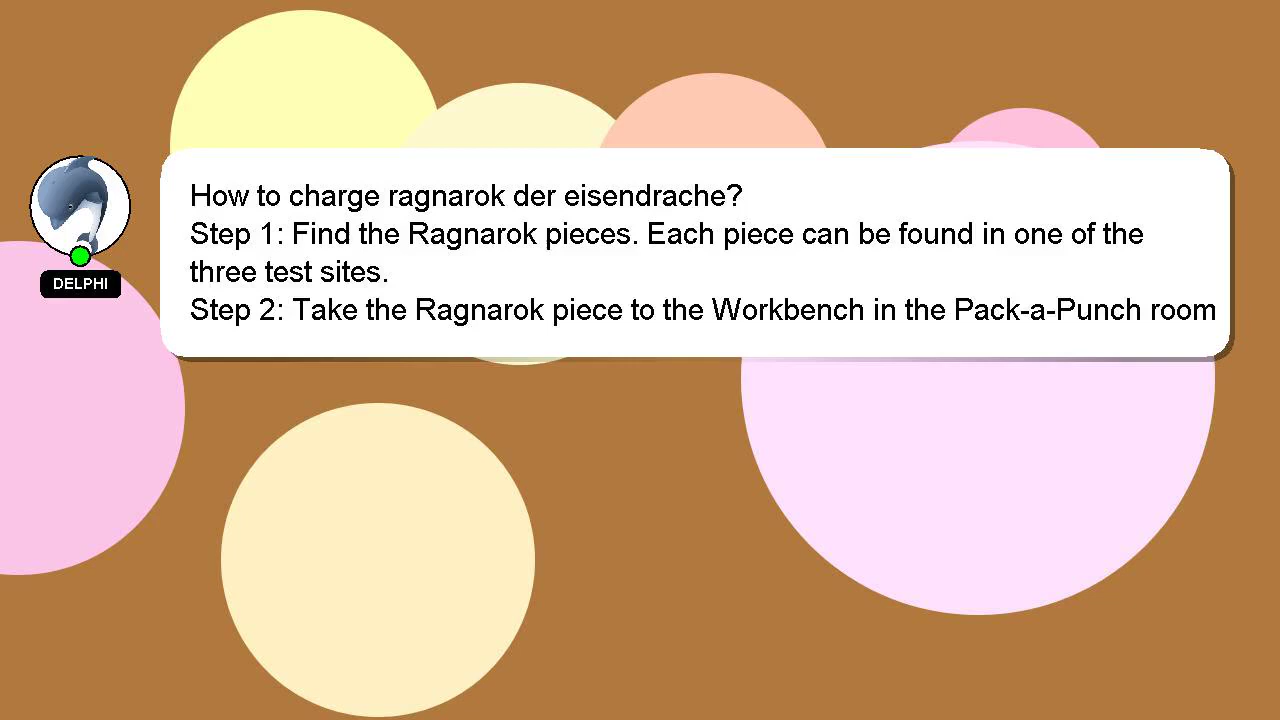 How to charge ragnarok der eisendrache?
Step 1: Find the Ragnarok pieces. Each piece can be found in one of the
three test sites.
Step 2: Take the Ragnarok piece to the Workbench in the Pack-a-Punch room
DELPHI